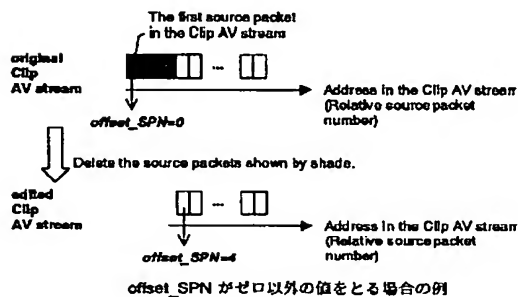 The first source packet
in the Clip AV stream
original
Clip
AV stream
...
Address in the Clip AV stream
(Relative source packet
number)
offset_SPN=0
Delete the source packets shown by shade.
edited
Clip
AV stream
...
Address in the Clip AV stream
(Relative source packet
number)
offset_SPN=4
offset_SPN がゼロ以外の値をとる場合の例